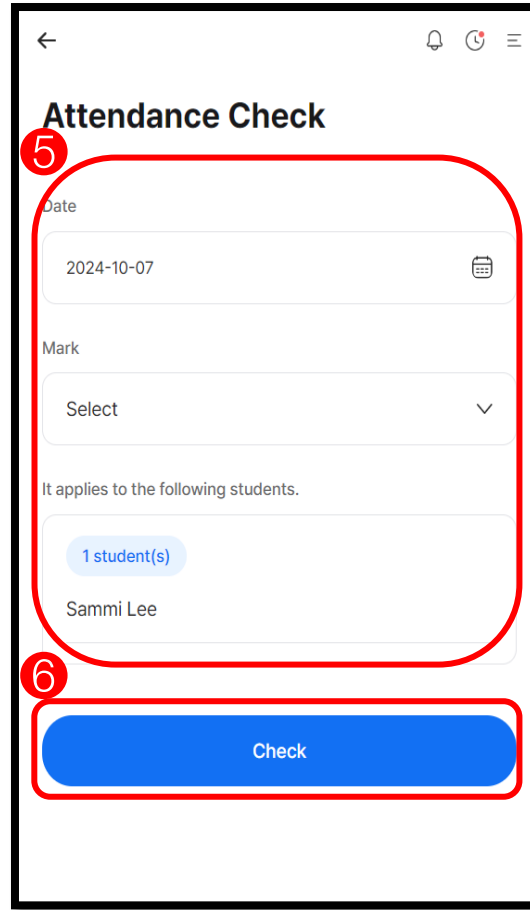 Attendance Check
5
Date
2024-10-07
Mark
Select
It applies to the following students.
1 student(s)
Sammi Lee
6
Check